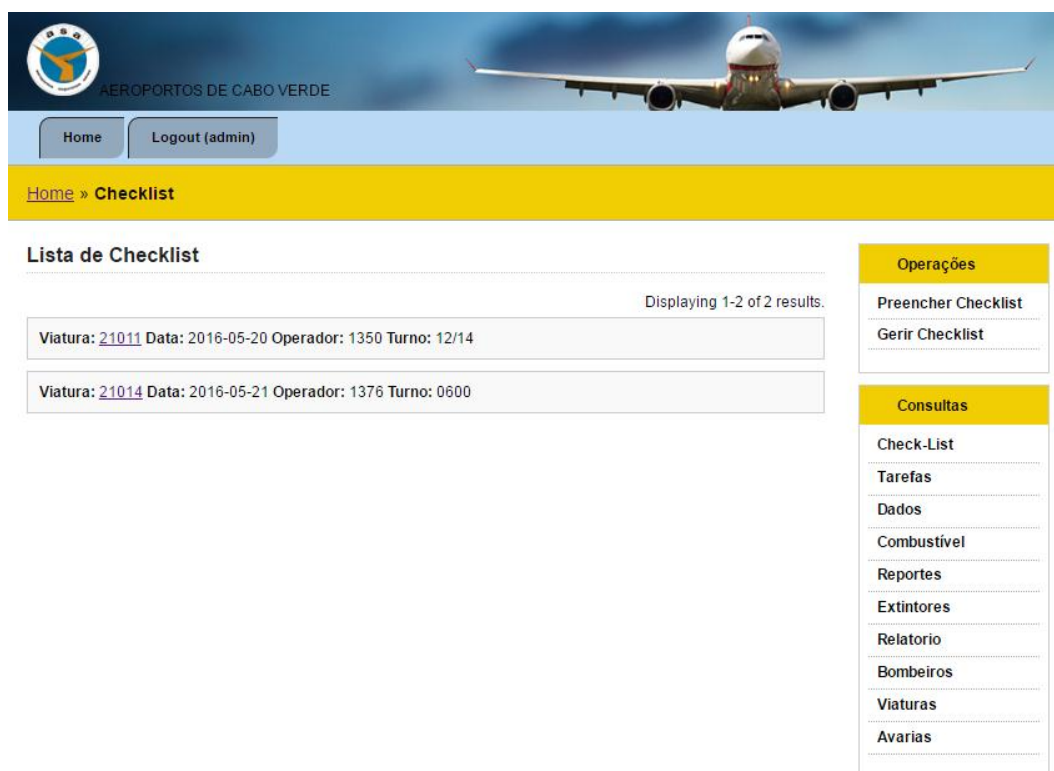 asa
AEROPORTOS DE CABO VERDE
Home
Logout (admin)
Home » Checklist
Lista de Checklist
Displaying 1-2 of 2 results.
Viatura: 21011 Data: 2016-05-20 Operador: 1350 Turno: 12/14
Viatura: 21014 Data: 2016-05-21 Operador: 1376 Turno: 0600
Operações
Preencher Checklist
Gerir Checklist
Consultas
Check-List
Tarefas
Dados
Combustível
Reportes
Extintores
Relatorio
Bombeiros
Viaturas
Avarias